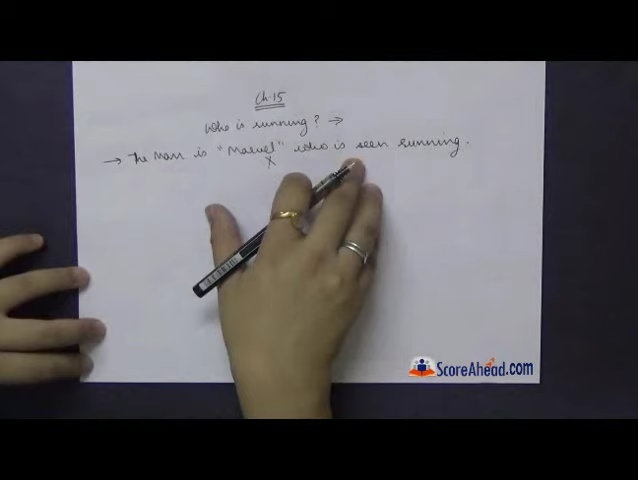 Ch.15
Who is running? →
→ The Man is "Marvel" who is seen running.
X
ScoreAhead.com